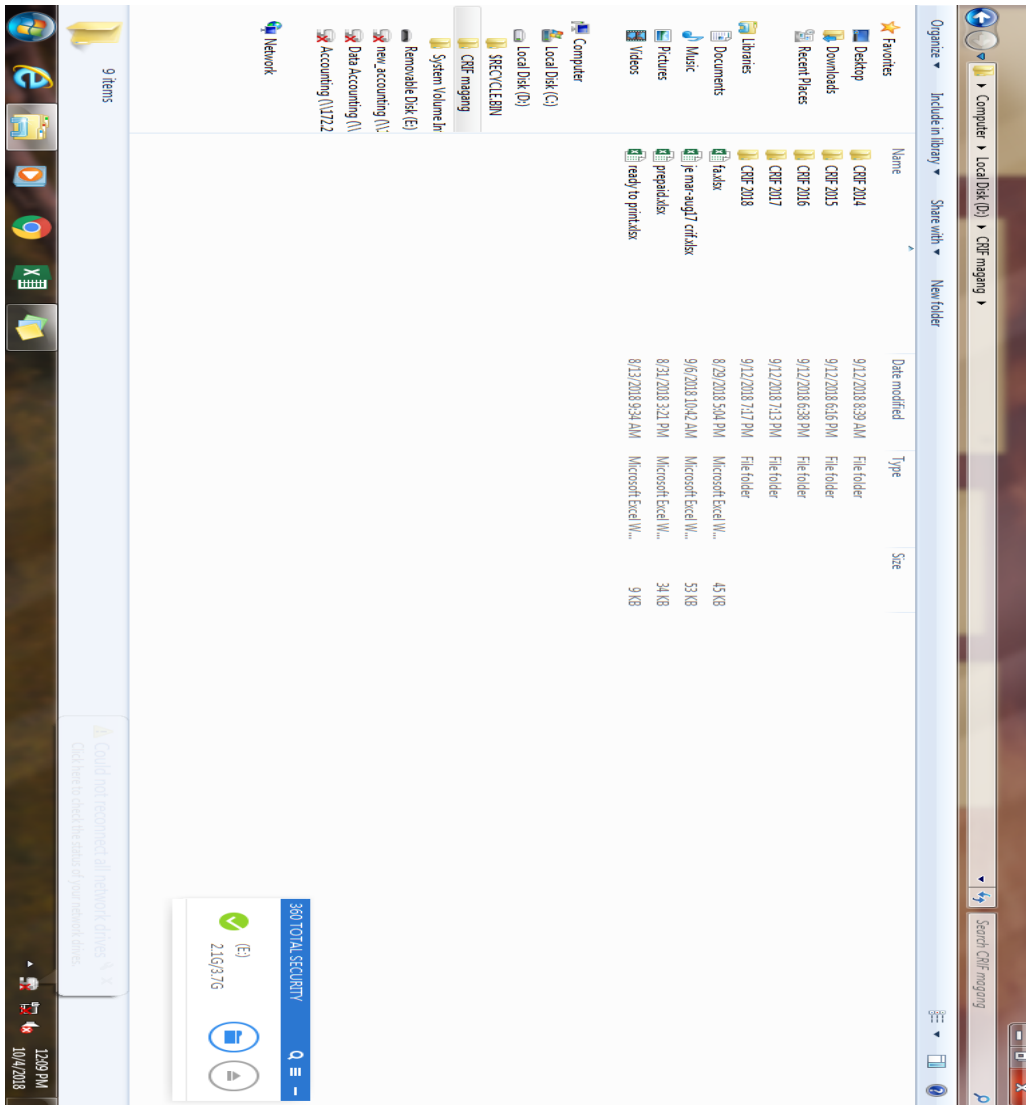 Computer ▸ Local Disk (D:) ▸ CRIF magang ▸
Search CRIF magang
Organize ▾ Include in library ▾ Share with ▾ New folder
Favorites
Desktop
Downloads
Recent Places
Libraries
Documents
Music
Pictures
Videos
Computer
Local Disk (C:)
Local Disk (D:)
$RECYCLE.BIN
CRIF magang
System Volume In
Removable Disk (E:)
new_accounting (\\
Data Accounting (\\
Accounting (\\172.2
Network
Name Date modified Type Size
CRIF 2014 9/12/2018 8:39 AM File folder
CRIF 2015 9/12/2018 6:16 PM File folder
CRIF 2016 9/12/2018 6:38 PM File folder
CRIF 2017 9/12/2018 7:13 PM File folder
CRIF 2018 9/12/2018 7:17 PM File folder
fa.xlsx 8/29/2018 5:04 PM Microsoft Excel W... 45 KB
je mar-aug17 crif.xlsx 9/6/2018 10:42 AM Microsoft Excel W... 53 KB
prepaid.xlsx 8/31/2018 3:21 PM Microsoft Excel W... 34 KB
ready to print.xlsx 8/13/2018 9:34 AM Microsoft Excel W... 9 KB
360 TOTAL SECURITY
(E:)
2.1G/3.7G
9 items
Could not reconnect all network drives
Click here to check the status of your network drives.
12:09 PM
10/4/2018